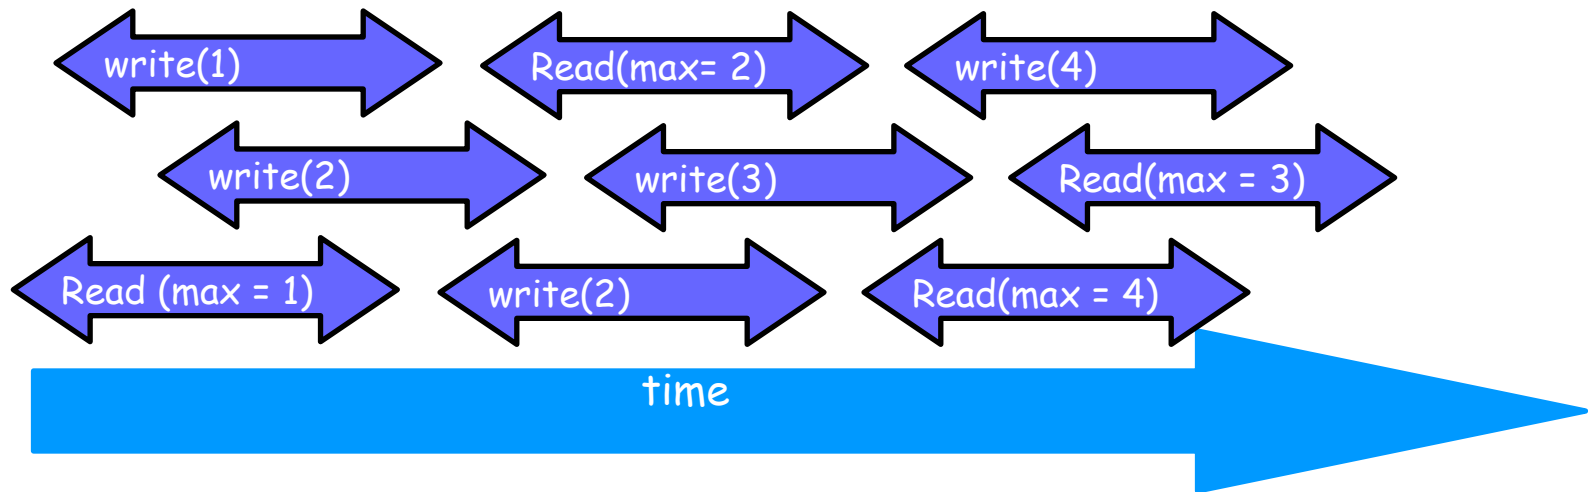 write(1)
Read(max= 2)
write(4)
write(2)
write(3)
Read(max = 3)
Read (max = 1)
write(2)
Read(max = 4)
time